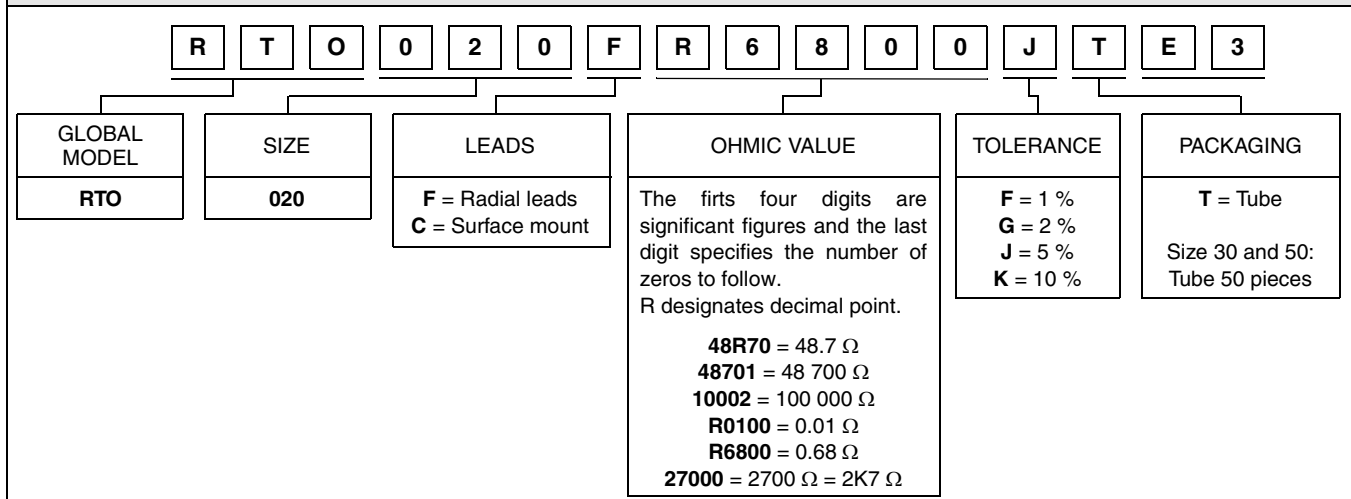 R T O 0 2 0 F R 6 8 0 0 J T E 3
GLOBAL
MODEL
RTO
SIZE
020
LEADS
F = Radial leads
C = Surface mount
OHMIC VALUE
The firts four digits are
significant figures and the last
digit specifies the number of
zeros to follow.
R designates decimal point.
48R70 = 48.7 Ω
48701 = 48 700 Ω
10002 = 100 000 Ω
R0100 = 0.01 Ω
R6800 = 0.68 Ω
27000 = 2700 Ω = 2K7 Ω
TOLERANCE
F = 1 %
G = 2 %
J = 5 %
K = 10 %
PACKAGING
T = Tube
Size 30 and 50:
Tube 50 pieces